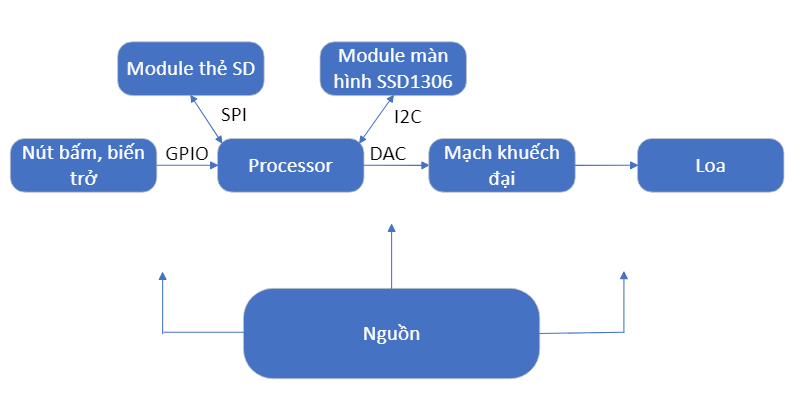 Module thẻ SD
Module màn
hình SSD1306
SPI
I2C
Nút bấm, biến
trở
GPIO
Processor
DAC
Mạch khuếch
đại
Loa
Nguồn